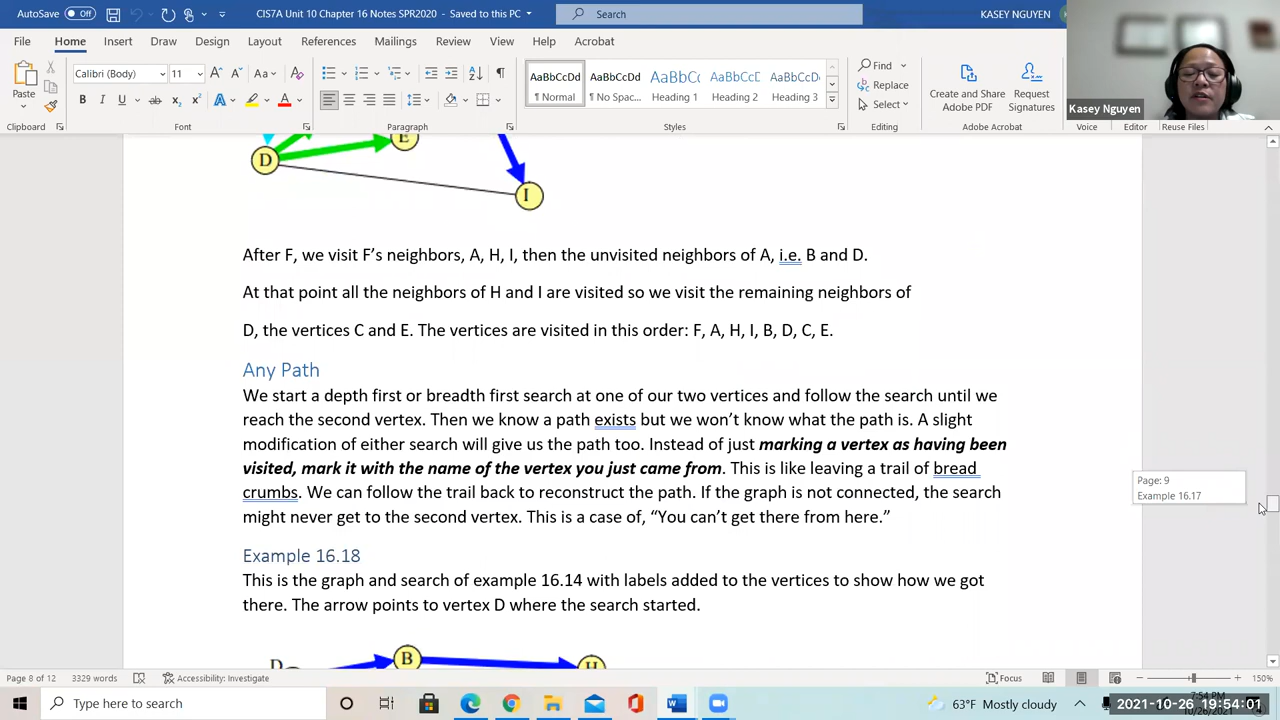 AutoSave Off CIS7A Chapter 16 Notes SPR2020 - Saved to this PC Search KASEY NGUYEN
File Home Insert Draw Design Layout References Mailings Review View Help Acrobat
Calibri (Body) 11 Aa
AaBbCcDd AaBbCcDd AaBbCc AaBbCcC AaBbCcD
¶ Normal ¶ No Spac... Heading 1 Heading 2 Heading 3
Find
Replace
Select
Paste
B I U ab x₂ x² A A
Create and Share Adobe PDF
Request Signatures
Kasey Nguyen
Clipboard Font Paragraph Styles Editing Adobe Acrobat Voice Editor Reuse Files
E
D
I
After F, we visit F's neighbors, A, H, I, then the unvisited neighbors of A, i.e. B and D.
At that point all the neighbors of H and I are visited so we visit the remaining neighbors of
D, the vertices C and E. The vertices are visited in this order: F, A, H, I, B, D, C, E.
Any Path
We start a depth first or breadth first search at one of our two vertices and follow the search until we
reach the second vertex. Then we know a path exists but we won't know what the path is. A slight
modification of either search will give us the path too. Instead of just marking a vertex as having been
visited, mark it with the name of the vertex you just came from. This is like leaving a trail of bread
crumbs. We can follow the trail back to reconstruct the path. If the graph is not connected, the search
might never get to the second vertex. This is a case of, “You can't get there from here.”
Page: 9
Example 16.17
Example 16.18
This is the graph and search of example 16.14 with labels added to the vertices to show how we got
there. The arrow points to vertex D where the search started.
D B H
Page 8 of 12 3329 words Accessibility: Investigate Focus 150%
Type here to search 63°F Mostly cloudy
2021-10-26 19:54:01